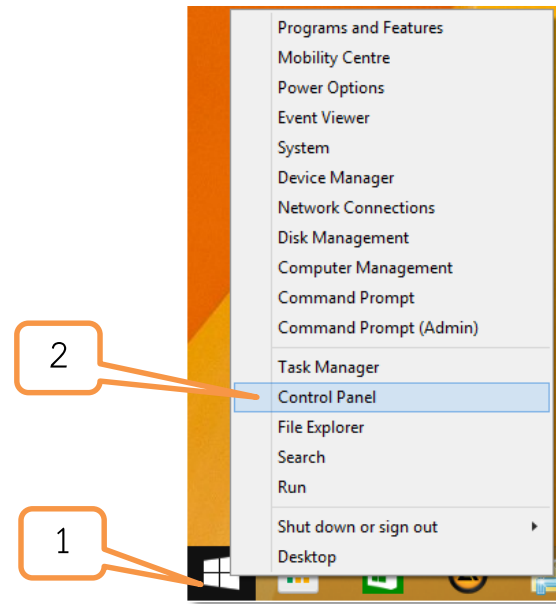 Programs and Features
Mobility Centre
Power Options
Event Viewer
System
Device Manager
Network Connections
Disk Management
Computer Management
Command Prompt
Command Prompt (Admin)
Task Manager
2
Control Panel
File Explorer
Search
Run
Shut down or sign out
1
Desktop